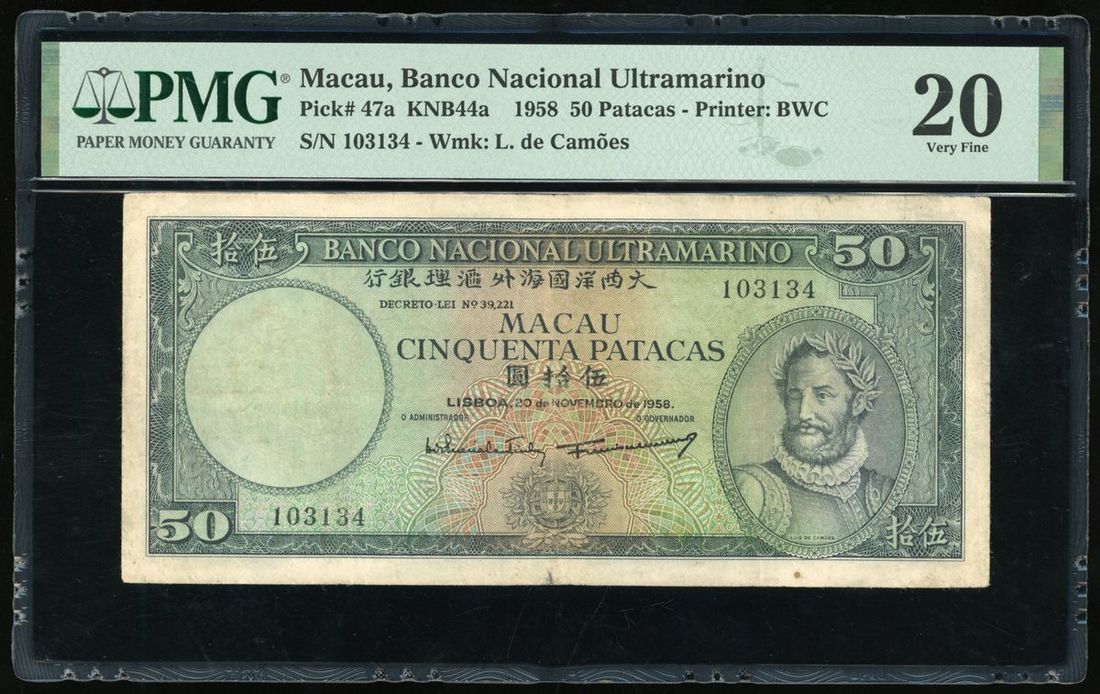 PMG®
PAPER MONEY GUARANTY
Macau, Banco Nacional Ultramarino
Pick# 47a KNB44a 1958 50 Patacas - Printer: BWC
S/N 103134 - Wmk: L. de Camões
20
Very Fine
拾伍
BANCO NACIONAL ULTRAMARINO
50
行銀理滙外海國洋西大
103134
DECRETO-LEI Nº 39,221
MACAU
CINQUENTA PATACAS
圓拾伍
LISBOA, 20 de NOVEMBRO de 1958.
O ADMINISTRADOR
O GOVERNADOR
50
103134
LUIS DE CAMÕES
拾伍